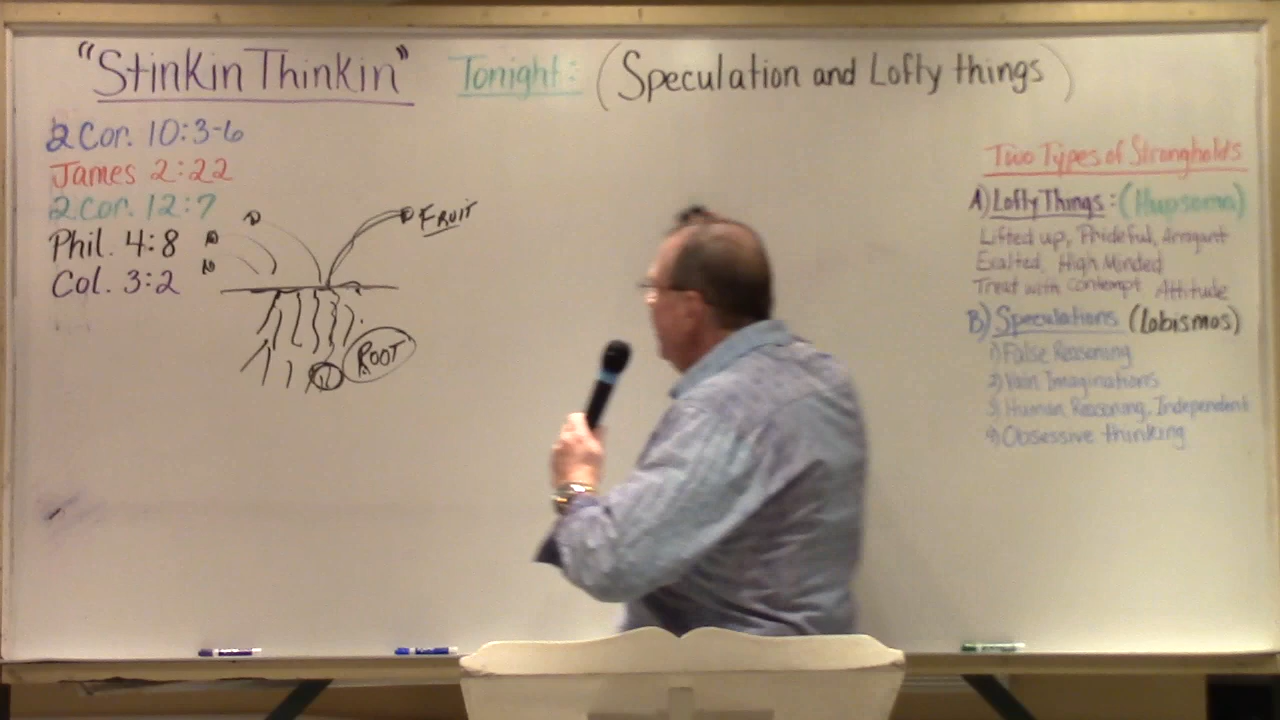 "Stinkin Thinkin" Tonight: (Speculation and Lofty things)
2 Cor. 10:3-6
James 2:22
2 Cor. 12:7
Phil. 4:8
Col. 3:2
FRUIT
ROOT
Two Types of Strongholds
A) Lofty Things: (Hupsoma)
Lifted up, Prideful, Arrogant
Exalted, High Minded
Treat with contempt Attitude
B) Speculations (Lobismos)
1) False Reasoning
2) Vain Imaginations
3) Human Reasoning, Independent
4) Obsessive thinking